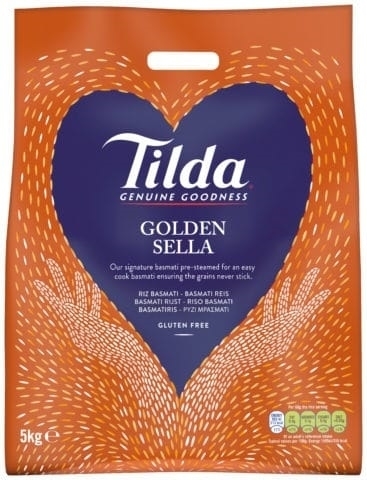 Tilda
GENUINE GOODNESS
GOLDEN
SELLA
Our signature basmati pre-steamed for an easy
cook basmati ensuring the grains never stick.
RIZ BASMATI - BASMATI REIS
BASMATI RIJST - RISO BASMATI
BASMATIRIS - ΡΥΖΙ ΜΠΑΣΜΑΤΙ
GLUTEN FREE
5kg e